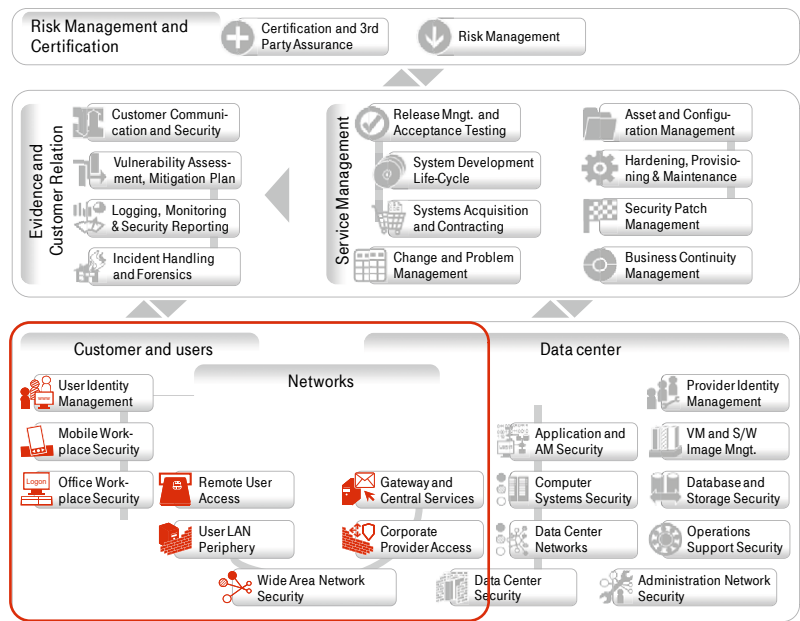 Risk Management and
Certification
Certification and 3rd
Party Assurance
Risk Management
Evidence and
Customer Relation
Customer Communi-
cation and Security
Vulnerability Assess-
ment, Mitigation Plan
Logging, Monitoring
& Security Reporting
Incident Handling
and Forensics
Service Management
Release Mngt. and
Acceptance Testing
System Development
Life-Cycle
Systems Acquisition
and Contracting
Change and Problem
Management
Asset and Configu-
ration Management
Hardening, Provisio-
ning & Maintenance
Security Patch
Management
Business Continuity
Management
Customer and users
Networks
Data center
User Identity
Management
www
Mobile Work-
place Security
Logon
Office Work-
place Security
Remote User
Access
User LAN
Periphery
Gateway and
Central Services
Corporate
Provider Access
Wide Area Network
Security
Provider Identity
Management
Application and
AM Security
VM and S/W
Image Mngt.
Computer
Systems Security
Database and
Storage Security
Data Center
Networks
Operations
Support Security
Data Center
Security
Administration Network
Security